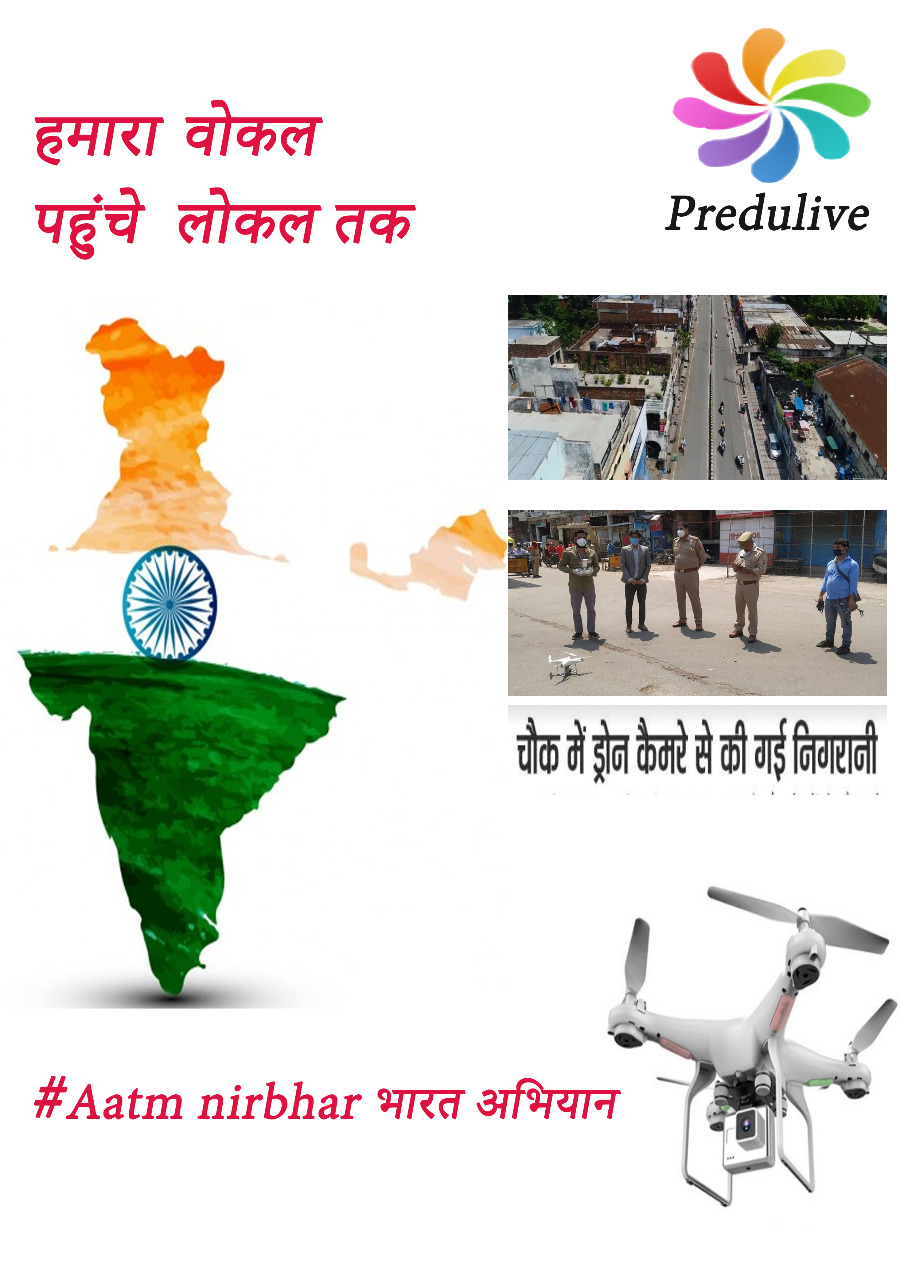 हमारा वोकल
पहुंचे लोकल तक
Predulive
चौक में ड्रोन कैमरे से की गई निगरानी
#Aatm nirbhar भारत अभियान